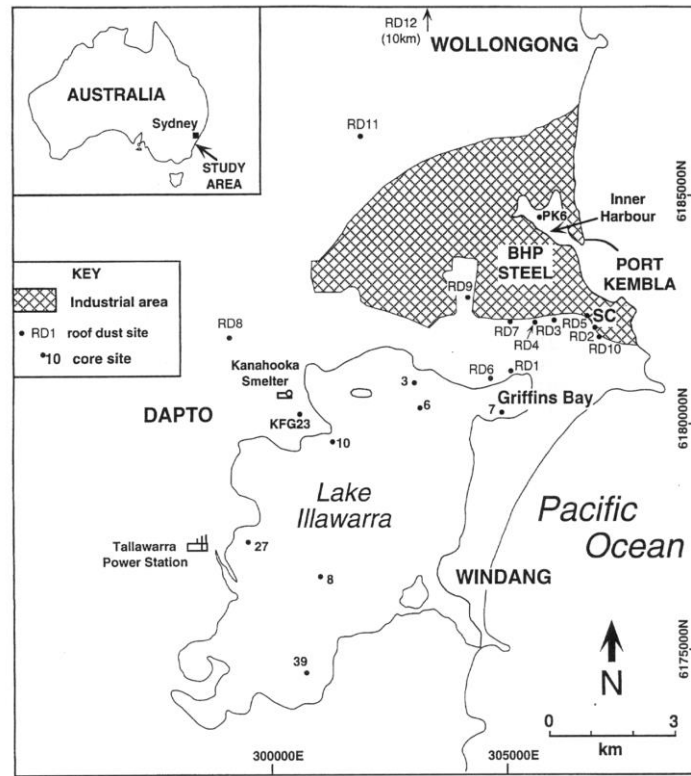 RD12
(10km)
WOLLONGONG
AUSTRALIA
Sydney
STUDY
AREA
RD11
6185000N
PK6
Inner
Harbour
BHP
STEEL
PORT
KEMBLA
KEY
Industrial area
RD1 roof dust site
10 core site
RD9
RD8
RD7
RD4
RD3
RD5
SC
RD2
RD10
Kanahooka
Smelter
3
RD6
RD1
6
7
Griffins Bay
6180000N
DAPTO
KFG23
10
Lake
Illawarra
Pacific
Ocean
27
Tallawarra
Power Station
8
WINDANG
39
6175000N
N
0 3
km
300000E
305000E